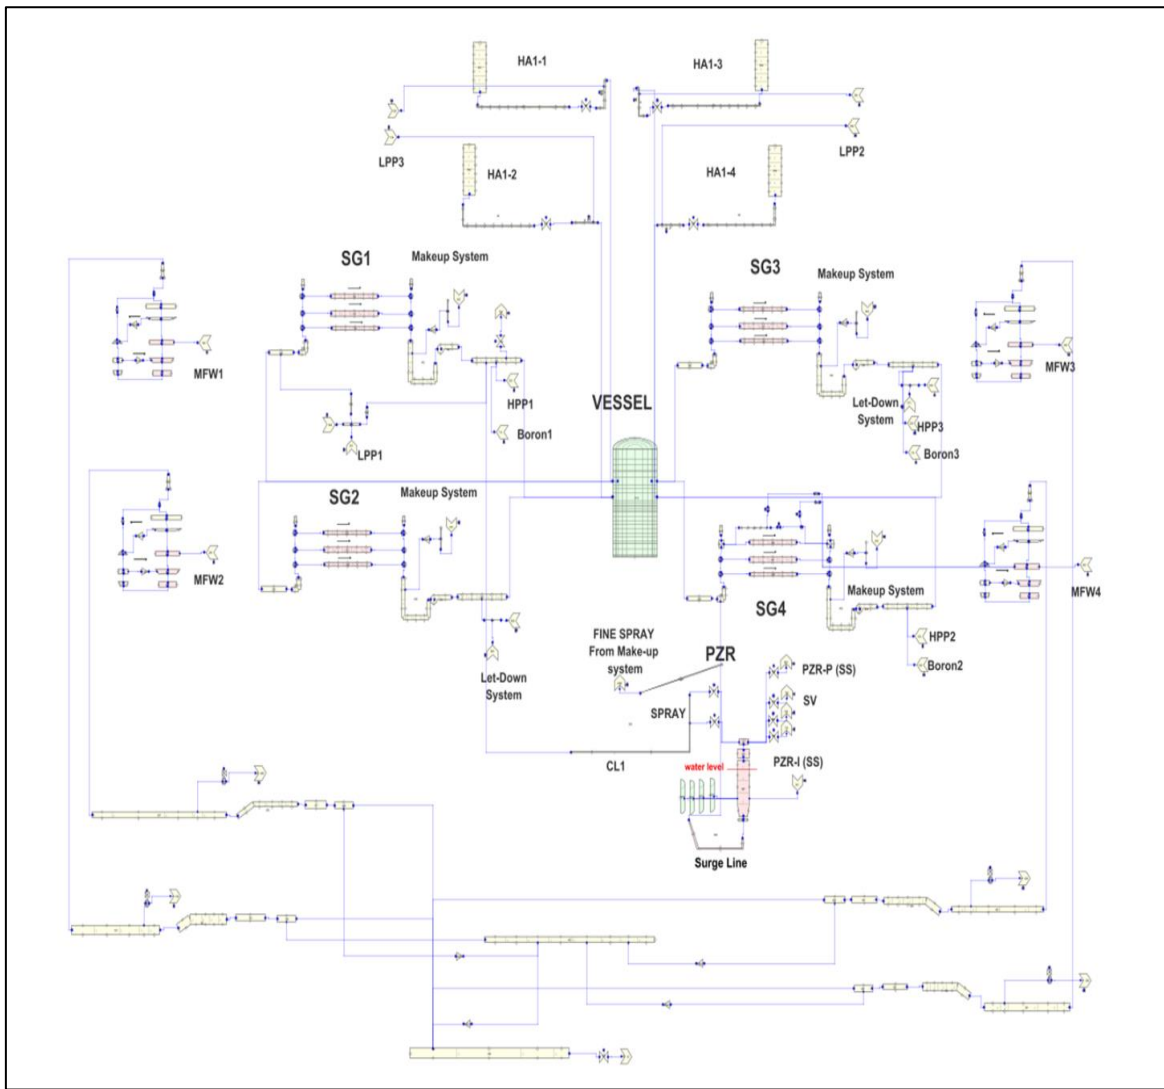 HA1-1
HA1-3
LPP3
LPP2
HA1-2
HA1-4
SG1
Makeup System
SG3
Makeup System
MFW1
MFW3
HPP1
VESSEL
Let-Down
System
HPP3
Boron1
LPP1
Boron3
SG2
Makeup System
MFW2
MFW4
Makeup System
SG4
HPP2
FINE SPRAY
From Make-up
system
PZR
PZR-P (SS)
Boron2
Let-Down
System
SV
SPRAY
CL1
water level
PZR-I (SS)
Surge Line